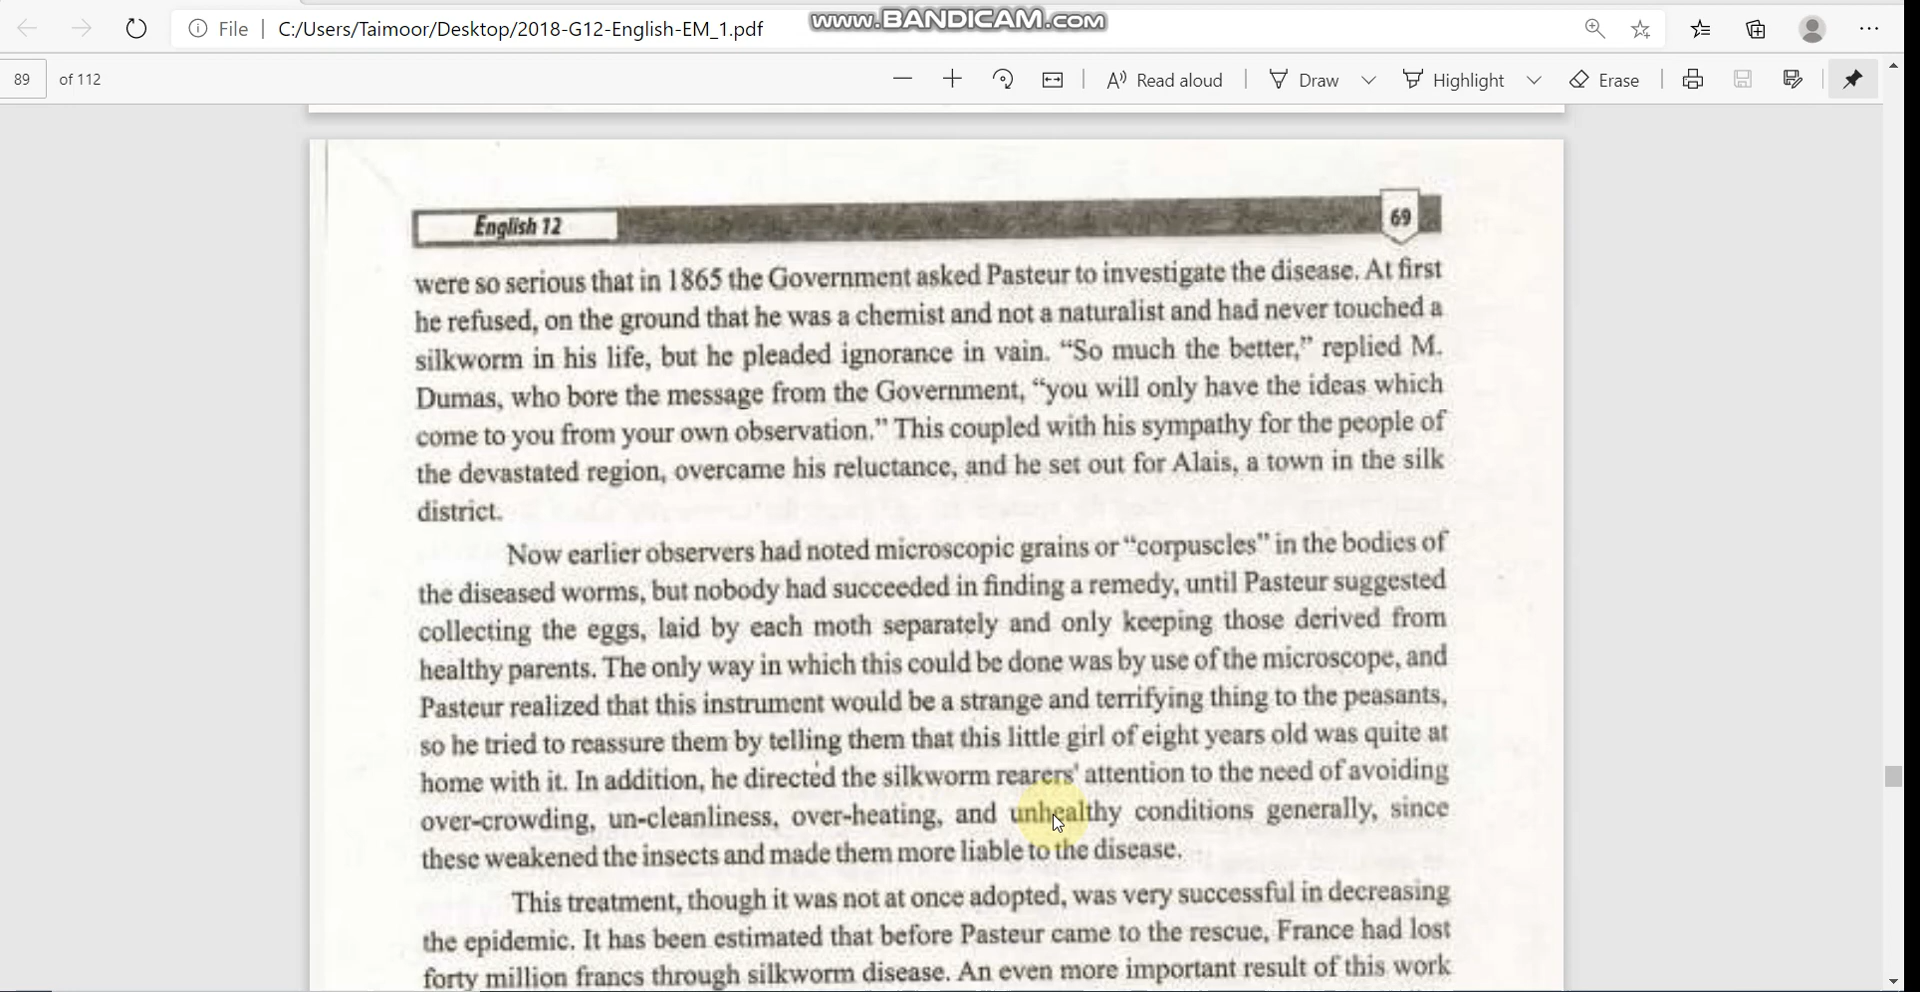 File C:/Users/Taimoor/Desktop/2018-G12-English-EM_1.pdf
www.BANDICAM.com
89 of 112
Read aloud Draw Highlight Erase
English 12
69
were so serious that in 1865 the Government asked Pasteur to investigate the disease. At first
he refused, on the ground that he was a chemist and not a naturalist and had never touched a
silkworm in his life, but he pleaded ignorance in vain. “So much the better,” replied M.
Dumas, who bore the message from the Government, “you will only have the ideas which
come to you from your own observation.” This coupled with his sympathy for the people of
the devastated region, overcame his reluctance, and he set out for Alais, a town in the silk
district.
Now earlier observers had noted microscopic grains or “corpuscles” in the bodies of
the diseased worms, but nobody had succeeded in finding a remedy, until Pasteur suggested
collecting the eggs, laid by each moth separately and only keeping those derived from
healthy parents. The only way in which this could be done was by use of the microscope, and
Pasteur realized that this instrument would be a strange and terrifying thing to the peasants,
so he tried to reassure them by telling them that this little girl of eight years old was quite at
home with it. In addition, he directed the silkworm rearers' attention to the need of avoiding
over-crowding, un-cleanliness, over-heating, and unhealthy conditions generally, since
these weakened the insects and made them more liable to the disease.
This treatment, though it was not at once adopted, was very successful in decreasing
the epidemic. It has been estimated that before Pasteur came to the rescue, France had lost
forty million francs through silkworm disease. An even more important result of this work